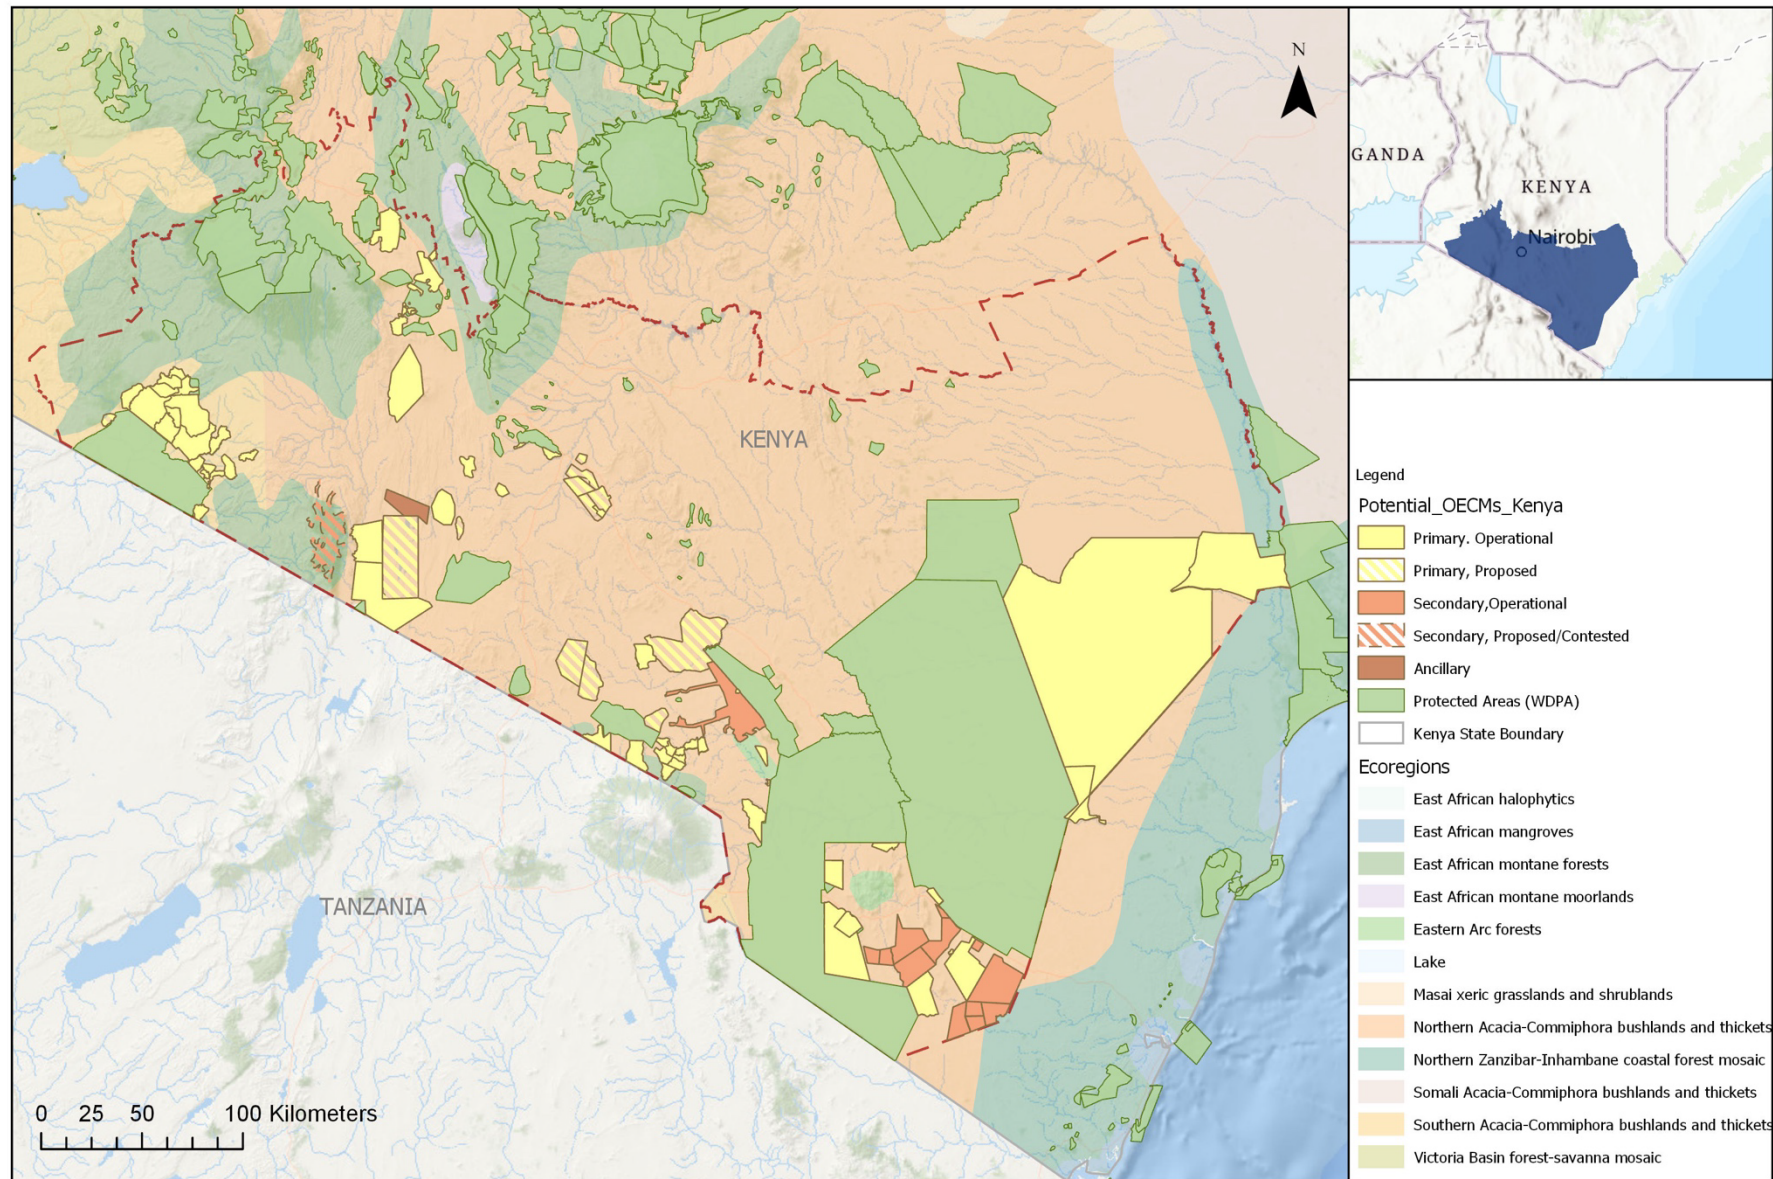 KENYA
TANZANIA
N
0 25 50 100 Kilometers
GANDA
KENYA
Nairobi
Legend
Potential_OECMs_Kenya
Primary. Operational
Primary, Proposed
Secondary,Operational
Secondary, Proposed/Contested
Ancillary
Protected Areas (WDPA)
Kenya State Boundary
Ecoregions
East African halophytics
East African mangroves
East African montane forests
East African montane moorlands
Eastern Arc forests
Lake
Masai xeric grasslands and shrublands
Northern Acacia-Commiphora bushlands and thickets
Northern Zanzibar-Inhambane coastal forest mosaic
Somali Acacia-Commiphora bushlands and thickets
Southern Acacia-Commiphora bushlands and thickets
Victoria Basin forest-savanna mosaic